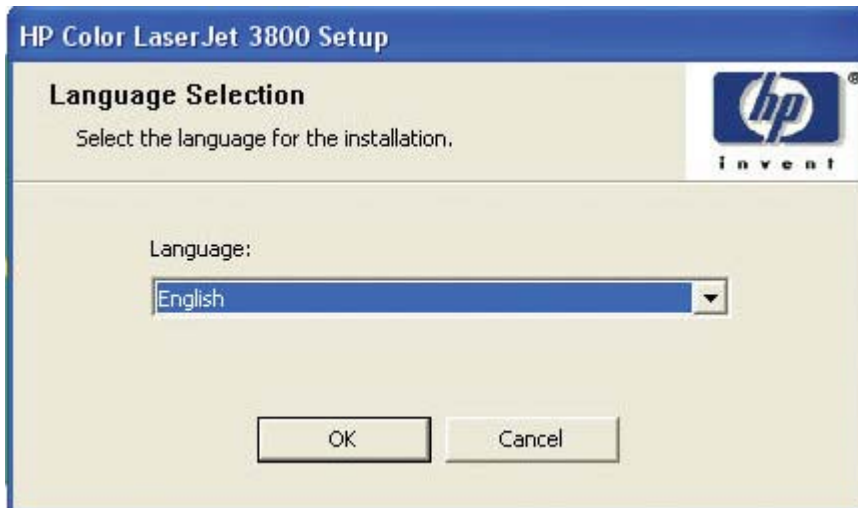 HP Color LaserJet 3800 Setup
Language Selection
Select the language for the installation.
hp
®
invent
Language:
English
OK
Cancel